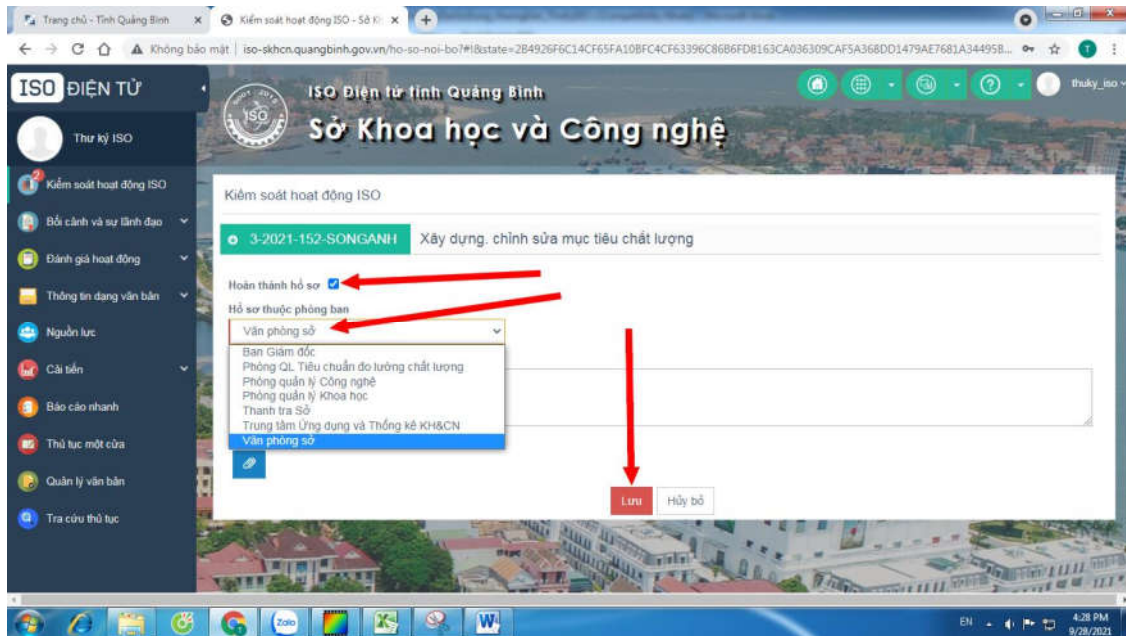 Trang chủ - Tỉnh Quảng Bình
Kiểm soát hoạt động ISO - Sở K
Không bảo mật
iso-skhcn.quangbinh.gov.vn/ho-so-noi-bo?#!&state=2B4926F6C14CF65FA10BFC4CF63396C86B6FD8163CA036309CAF5A368DD1479AE7681A34495B...
ISO ĐIỆN TỬ
ISO Điện tử tỉnh Quảng Bình
Sở Khoa học và Công nghệ
thuky_iso
Thư ký ISO
2
Kiểm soát hoạt động ISO
Bối cảnh và sự lãnh đạo
Đánh giá hoạt động
Thông tin dạng văn bản
Nguồn lực
Cải tiến
Báo cáo nhanh
Thủ tục một cửa
Quản lý văn bản
Tra cứu thủ tục
Kiểm soát hoạt động ISO
3-2021-152-SONGANH
Xây dựng. chỉnh sửa mục tiêu chất lượng
Hoàn thành hồ sơ
Hồ sơ thuộc phòng ban
Văn phòng sở
Ban Giám đốc
Phòng QL Tiêu chuẩn đo lường chất lượng
Phòng quản lý Công nghệ
Phòng quản lý Khoa học
Thanh tra Sở
Trung tâm Ứng dụng và Thống kê KH&CN
Văn phòng sở
Lưu
Hủy bỏ
Zalo
EN
4:28 PM
9/28/2021